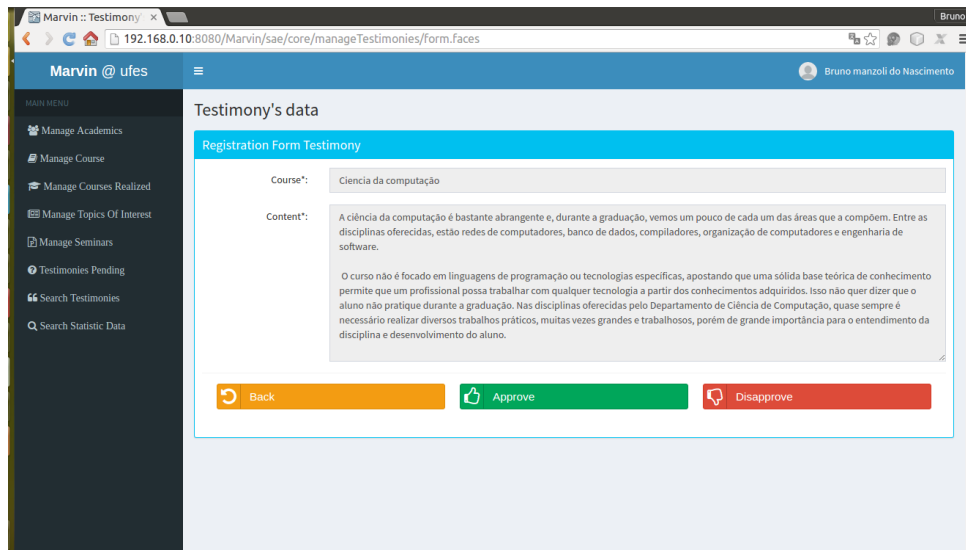 Marvin :: Testimony
Bruno
192.168.0.10:8080/Marvin/sae/core/manageTestimonies/form.faces
Marvin @ ufes
Bruno manzoli do Nascimento
MAIN MENU
Manage Academics
Manage Course
Manage Courses Realized
Manage Topics Of Interest
Manage Seminars
Testimonies Pending
Search Testimonies
Search Statistic Data
Testimony's data
Registration Form Testimony
Course*:
Ciencia da computação
Content*:
A ciência da computação é bastante abrangente e, durante a graduação, vemos um pouco de cada um das áreas que a compõem. Entre as
disciplinas oferecidas, estão redes de computadores, banco de dados, compiladores, organização de computadores e engenharia de
software.
O curso não é focado em linguagens de programação ou tecnologias específicas, apostando que uma sólida base teórica de conhecimento
permite que um profissional possa trabalhar com qualquer tecnologia a partir dos conhecimentos adquiridos. Isso não quer dizer que o
aluno não pratique durante a graduação. Nas disciplinas oferecidas pelo Departamento de Ciência de Computação, quase sempre é
necessário realizar diversos trabalhos práticos, muitas vezes grandes e trabalhosos, porém de grande importância para o entendimento da
disciplina e desenvolvimento do aluno.
Back
Approve
Disapprove